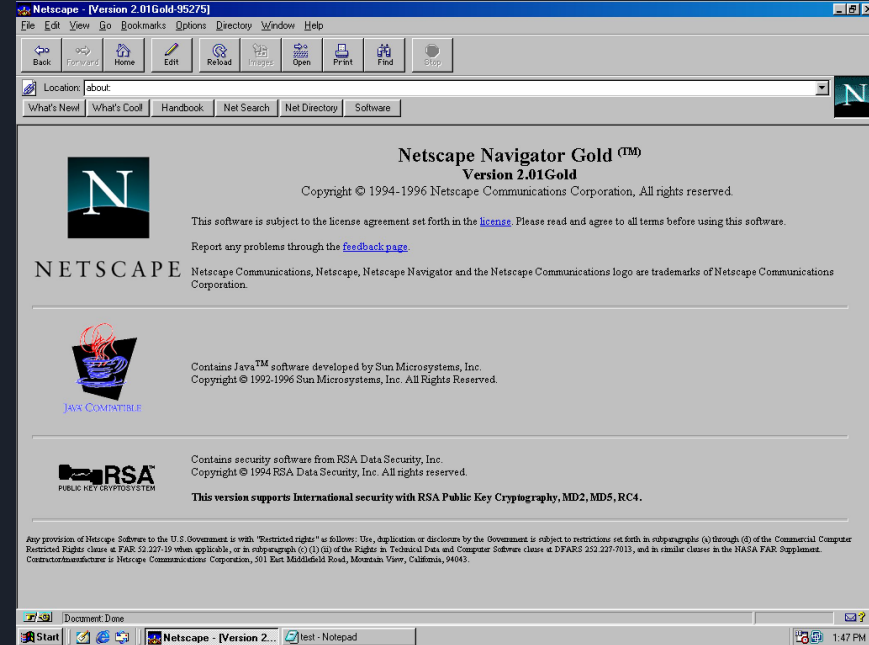 Netscape - [Version 2.01Gold-95275]
File Edit View Go Bookmarks Options Directory Window Help
Back Forward Home Edit Reload Images Open Print Find Stop
Location: about:
What's New! What's Cool! Handbook Net Search Net Directory Software
N
Netscape Navigator Gold (TM)
Version 2.01Gold
Copyright © 1994-1996 Netscape Communications Corporation, All rights reserved.
N
NETSCAPE
This software is subject to the license agreement set forth in the license. Please read and agree to all terms before using this software.
Report any problems through the feedback page.
Netscape Communications, Netscape, Netscape Navigator and the Netscape Communications logo are trademarks of Netscape Communications
Corporation.
JAVA COMPATIBLE
Contains Java™ software developed by Sun Microsystems, Inc.
Copyright © 1992-1996 Sun Microsystems, Inc. All Rights Reserved.
RSA™
PUBLIC KEY CRYPTOSYSTEM
Contains security software from RSA Data Security, Inc.
Copyright © 1994 RSA Data Security, Inc. All rights reserved.
This version supports International security with RSA Public Key Cryptography, MD2, MD5, RC4.
Any provision of Netscape Software to the U.S.Government is with "Restricted rights" as follows: Use, duplication or disclosure by the Government is subject to restrictions set forth in subparagraphs (a) through (d) of the Commercial Computer
Restricted Rights clause at FAR 52.227-19 when applicable, or in subparagraph (c) (1) (ii) of the Rights in Technical Data and Computer Software clause at DFARS 252.227-7013, and in similar clauses in the NASA FAR Supplement.
Contractor/manufacturer is Netscape Communications Corporation, 501 East Middlefield Road, Mountain View, California, 94043.
Document: Done
Start Netscape - [Version 2... test - Notepad 1:47 PM